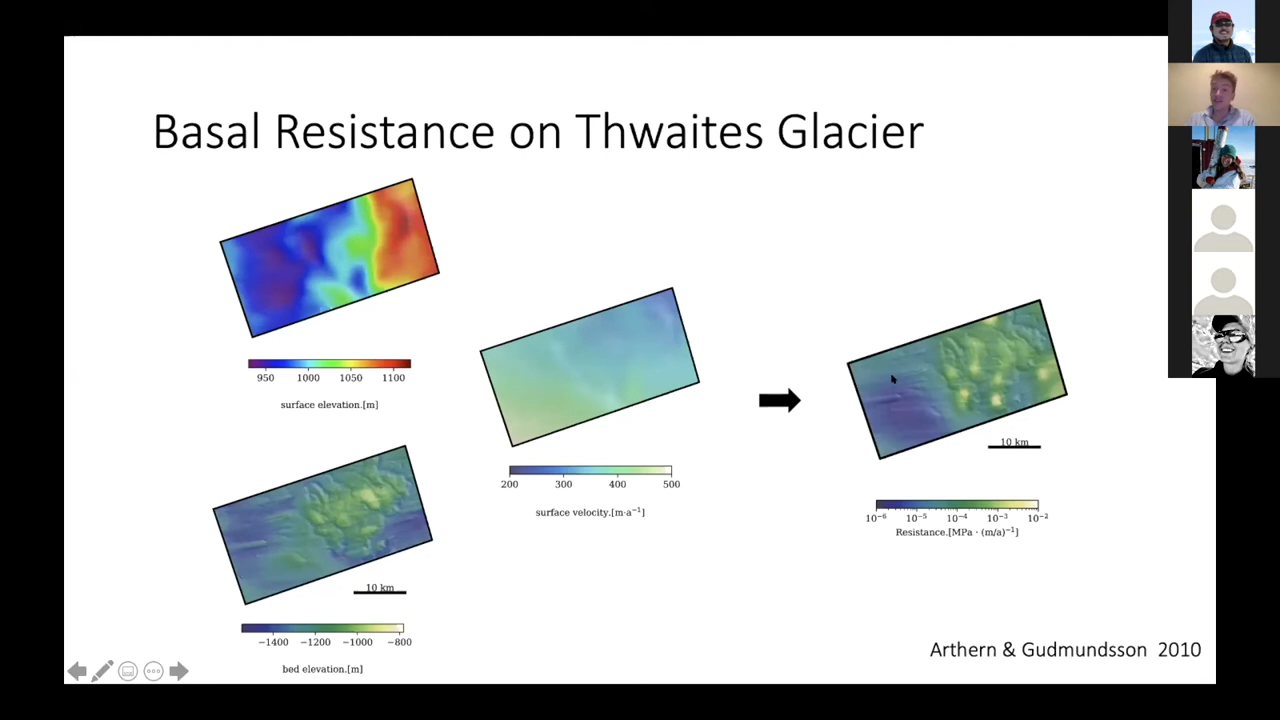 Basal Resistance on Thwaites Glacier
950 1000 1050 1100
surface elevation.[m]
200 300 400 500
surface velocity.[m·a⁻¹]
10 km
10⁻⁶ 10⁻⁵ 10⁻⁴ 10⁻³ 10⁻²
Resistance.[MPa · (m/a)⁻¹]
10 km
−1400 −1200 −1000 −800
bed elevation.[m]
Arthern & Gudmundsson 2010